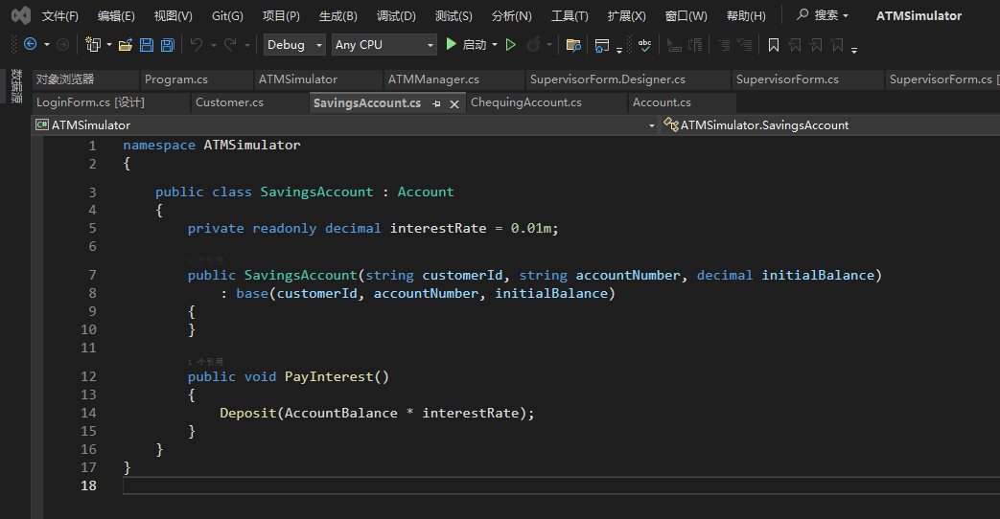 文件(F) 编辑(E) 视图(V) Git(G) 项目(P) 生成(B) 调试(D) 测试(S) 分析(N) 工具(T) 扩展(X) 窗口(W) 帮助(H) 搜索 ATMSimulator
Debug Any CPU 启动 abc
数据源
对象浏览器 Program.cs ATMSimulator ATMManager.cs SupervisorForm.Designer.cs SupervisorForm.cs SupervisorForm.cs [
LoginForm.cs [设计] Customer.cs SavingsAccount.cs ChequingAccount.cs Account.cs
C# ATMSimulator ATMSimulator.SavingsAccount
1 namespace ATMSimulator
2 {
3 public class SavingsAccount : Account
4 {
5 private readonly decimal interestRate = 0.01m;
6
1 个引用
7 public SavingsAccount(string customerId, string accountNumber, decimal initialBalance)
8 : base(customerId, accountNumber, initialBalance)
9 {
10 }
11
1 个引用
12 public void PayInterest()
13 {
14 Deposit(AccountBalance * interestRate);
15 }
16 }
17 }
18